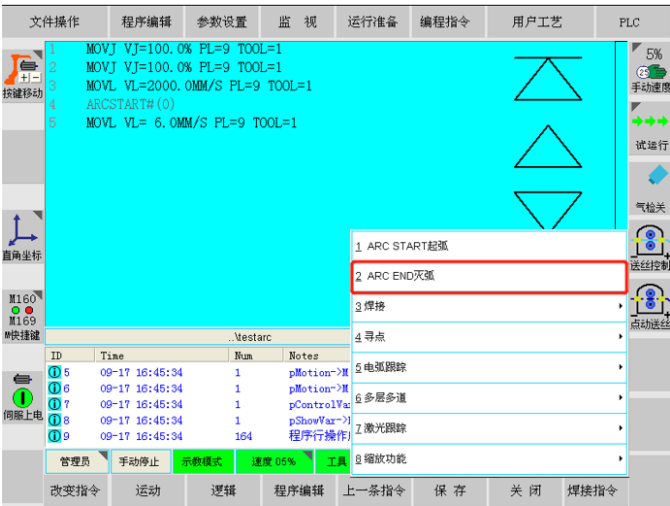 文件操作 程序编辑 参数设置 监 视 运行准备 编程指令 用户工艺 PLC
1 MOVJ VJ=100.0% PL=9 TOOL=1
2 MOVJ VJ=100.0% PL=9 TOOL=1
3 MOVL VL=2000.0MM/S PL=9 TOOL=1
4 ARCSTART#(0)
5 MOVL VL= 6.0MM/S PL=9 TOOL=1
按键移动
直角坐标
M160
M169
M快捷键
伺服上电
5%
25
手动速度
试运行
气检关
送丝控制
点动送丝
1 ARC START起弧
2 ARC END灭弧
3 焊接
4 寻点
5 电弧跟踪
6 多层多道
7 激光跟踪
8 缩放功能
..\testarc
ID Time Num Notes
5 09-17 16:45:34 1 pMotion->M
6 09-17 16:45:34 1 pMotion->M
7 09-17 16:45:34 1 pControlVa
8 09-17 16:45:34 1 pShowVar->
9 09-17 16:45:34 164 程序行操作
管理员 手动停止 示教模式 速度 05% 工具
改变指令 运动 逻辑 程序编辑 上一条指令 保 存 关 闭 焊接指令